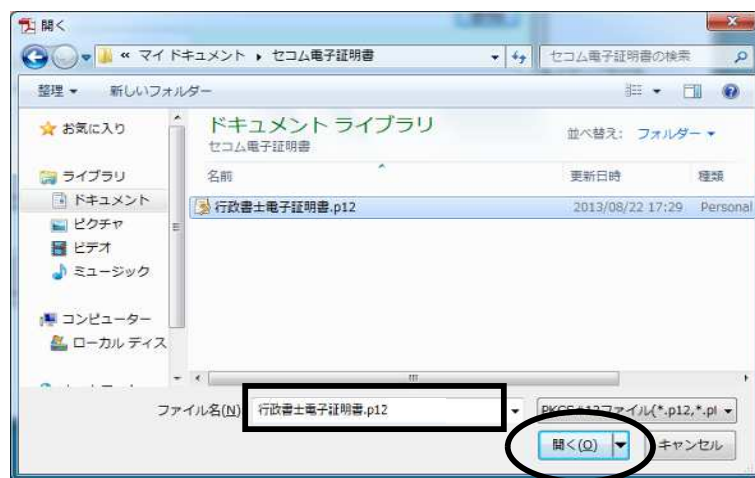 開く
« マイ ドキュメント ▸ セコム電子証明書
セコム電子証明書の検索
整理 ▼ 新しいフォルダー
お気に入り
ライブラリ
ドキュメント
ピクチャ
ビデオ
ミュージック
コンピューター
ローカル ディス
ドキュメント ライブラリ
セコム電子証明書
並べ替え: フォルダー ▼
名前 更新日時 種類
行政書士電子証明書.p12 2013/08/22 17:29 Personal
ファイル名(N) 行政書士電子証明書.p12
ファイル(*.p12,*.pl
開く(O) キャンセル